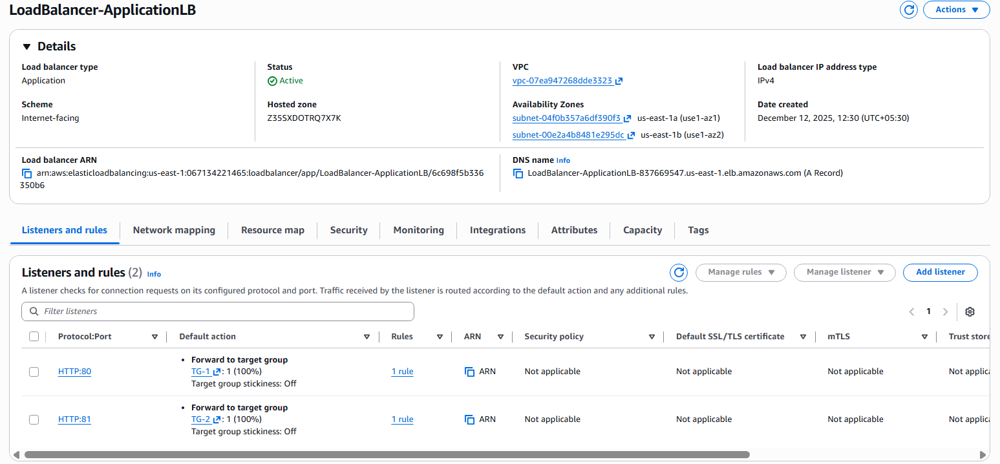 LoadBalancer-ApplicationLB
Actions
Details
Load balancer type
Application
Status
Active
VPC
vpc-07ea947268dde3323
Load balancer IP address type
IPv4
Scheme
Internet-facing
Hosted zone
Z35SXDOTRQ7X7K
Availability Zones
subnet-04f0b357a6df390f3 us-east-1a (use1-az1)
subnet-00e2a4b8481e295dc us-east-1b (use1-az2)
Date created
December 12, 2025, 12:30 (UTC+05:30)
Load balancer ARN
arn:aws:elasticloadbalancing:us-east-1:067134221465:loadbalancer/app/LoadBalancer-ApplicationLB/6c698f5b336
350b6
DNS name Info
LoadBalancer-ApplicationLB-837669547.us-east-1.elb.amazonaws.com (A Record)
Listeners and rules Network mapping Resource map Security Monitoring Integrations Attributes Capacity Tags
Listeners and rules (2) Info
Manage rules Manage listener Add listener
A listener checks for connection requests on its configured protocol and port. Traffic received by the listener is routed according to the default action and any additional rules.
Filter listeners
1
Protocol:Port Default action Rules ARN Security policy Default SSL/TLS certificate mTLS Trust store
• Forward to target group
HTTP:80 TG-1 : 1 (100%) 1 rule ARN Not applicable Not applicable Not applicable Not applica
Target group stickiness: Off
• Forward to target group
HTTP:81 TG-2 : 1 (100%) 1 rule ARN Not applicable Not applicable Not applicable Not applica
Target group stickiness: Off